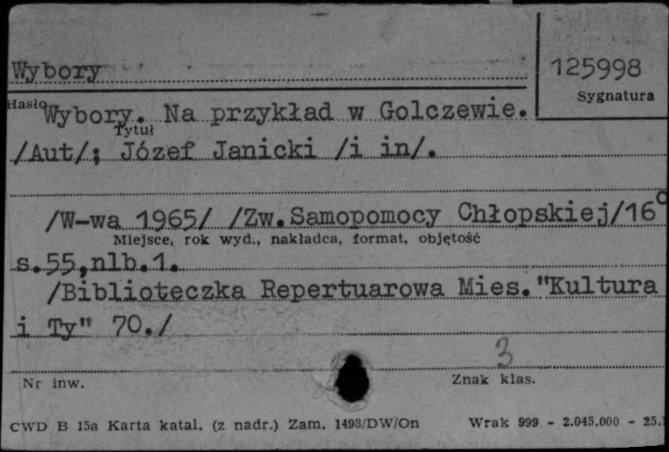 Wybory
125998
Hasło
Sygnatura
Wybory. Na przykład w Golczewie.
Tytuł
/Aut/; Józef Janicki /i in/.
/W-wa 1965/ /Zw.Samopomocy Chłopskiej/16°
Miejsce, rok wyd., nakładca, format, objętość
s.55,nlb.1.
/Biblioteczka Repertuarowa Mies."Kultura
i Ty" 70./
3
Nr inw.
Znak klas.
CWD B 15a Karta katal. (z nadr.) Zam. 1498/DW/On Wrak 999 - 2.045.000 - 25.